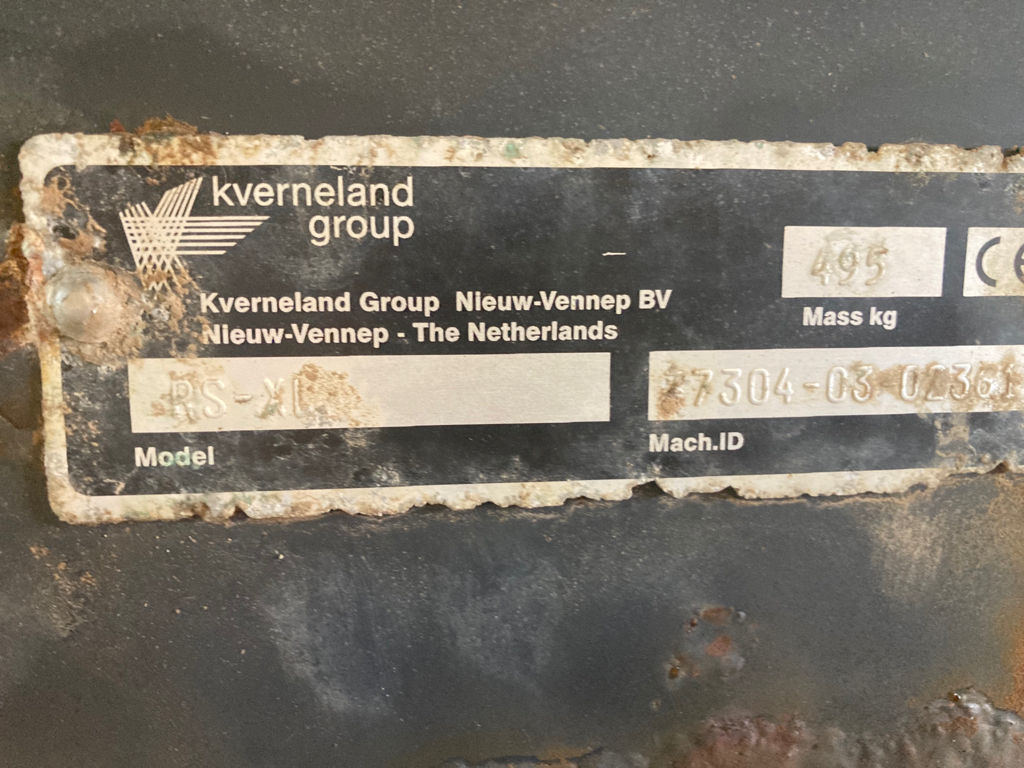 kverneland
group
495
CE
Mass kg
Kverneland Group Nieuw-Vennep BV
Nieuw-Vennep - The Netherlands
RS-XL
Model
27304-03-02361
Mach.ID